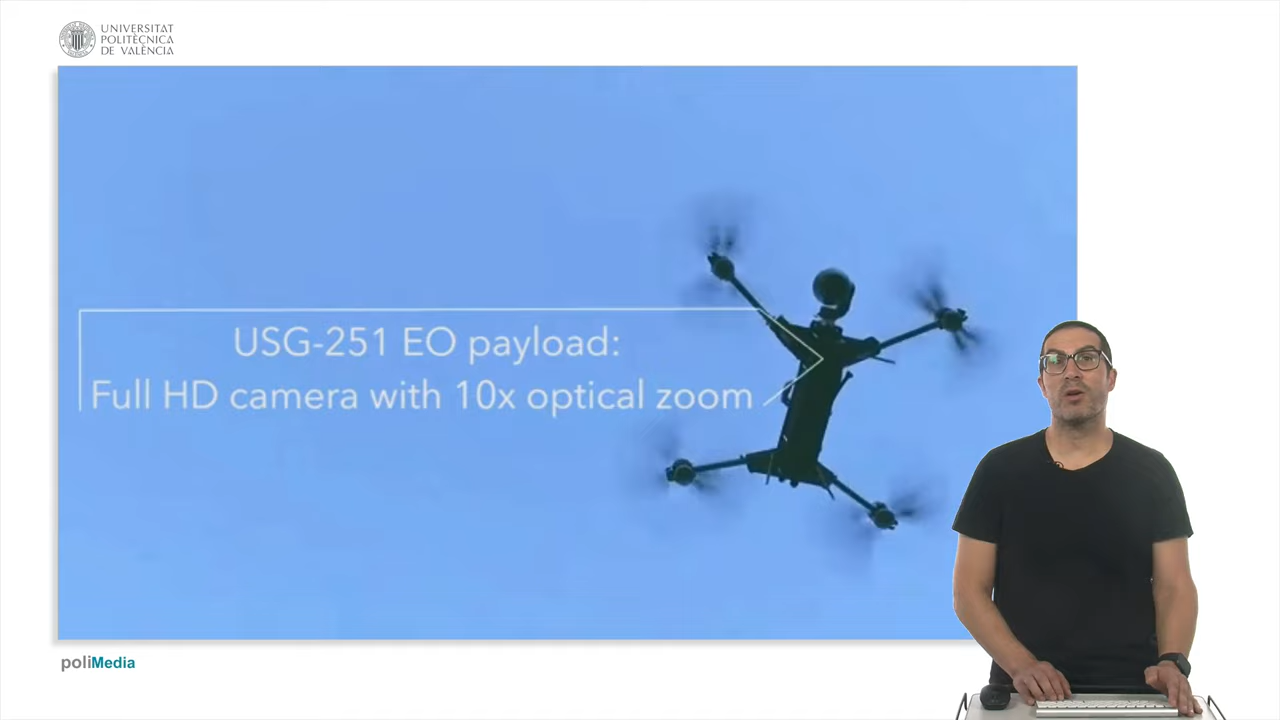 UNIVERSITAT
POLITÈCNICA
DE VALÈNCIA
USG-251 EO payload:
Full HD camera with 10x optical zoom
poliMedia